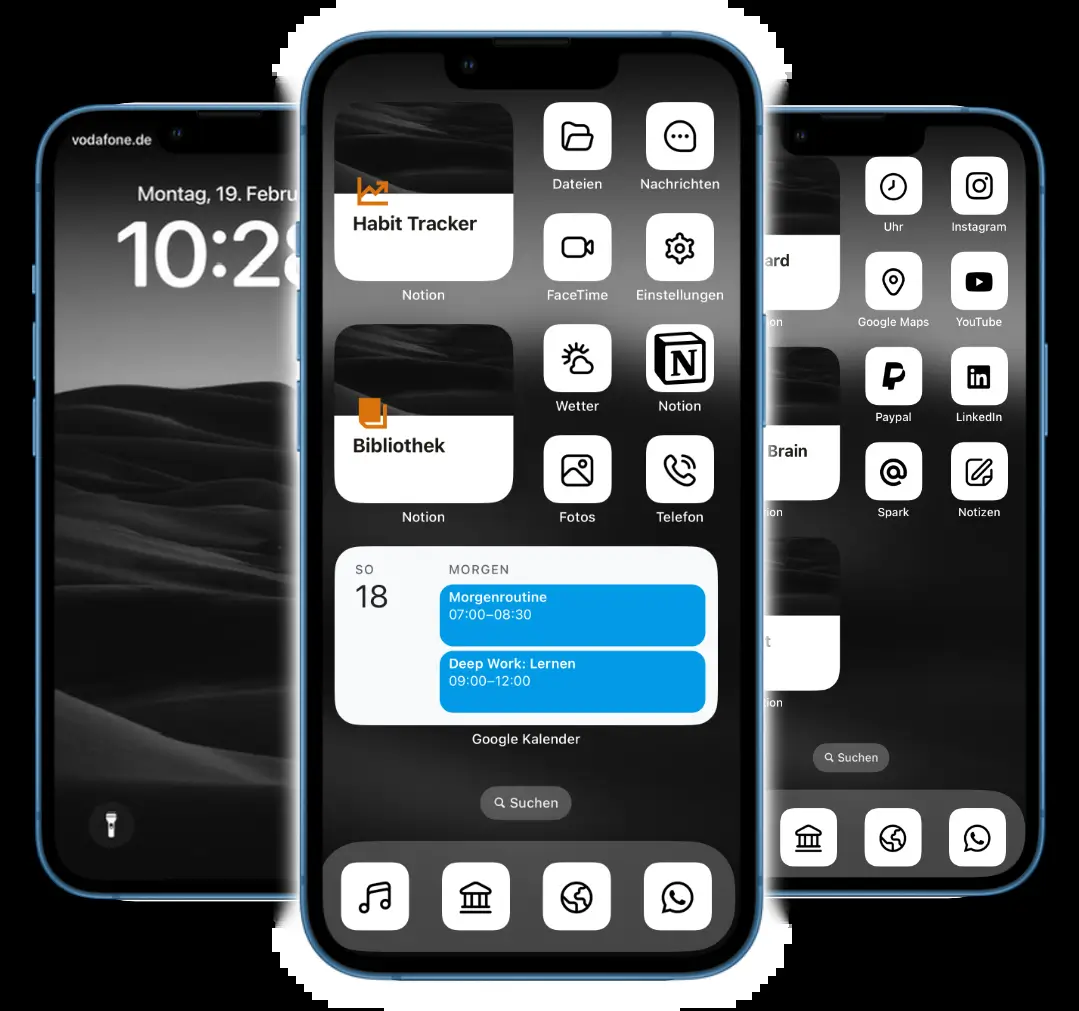 vodafone.de
Montag, 19. Febru
10:28
Habit Tracker
Notion
Dateien
Nachrichten
FaceTime
Einstellungen
Bibliothek
Notion
Wetter
N
Notion
Fotos
Telefon
SO
18
MORGEN
Morgenroutine
07:00–08:30
Deep Work: Lernen
09:00–12:00
Google Kalender
Suchen
ard
on
Uhr
Instagram
Google Maps
YouTube
Brain
ion
Paypal
in
LinkedIn
@
Spark
Notizen
t
ion
Suchen